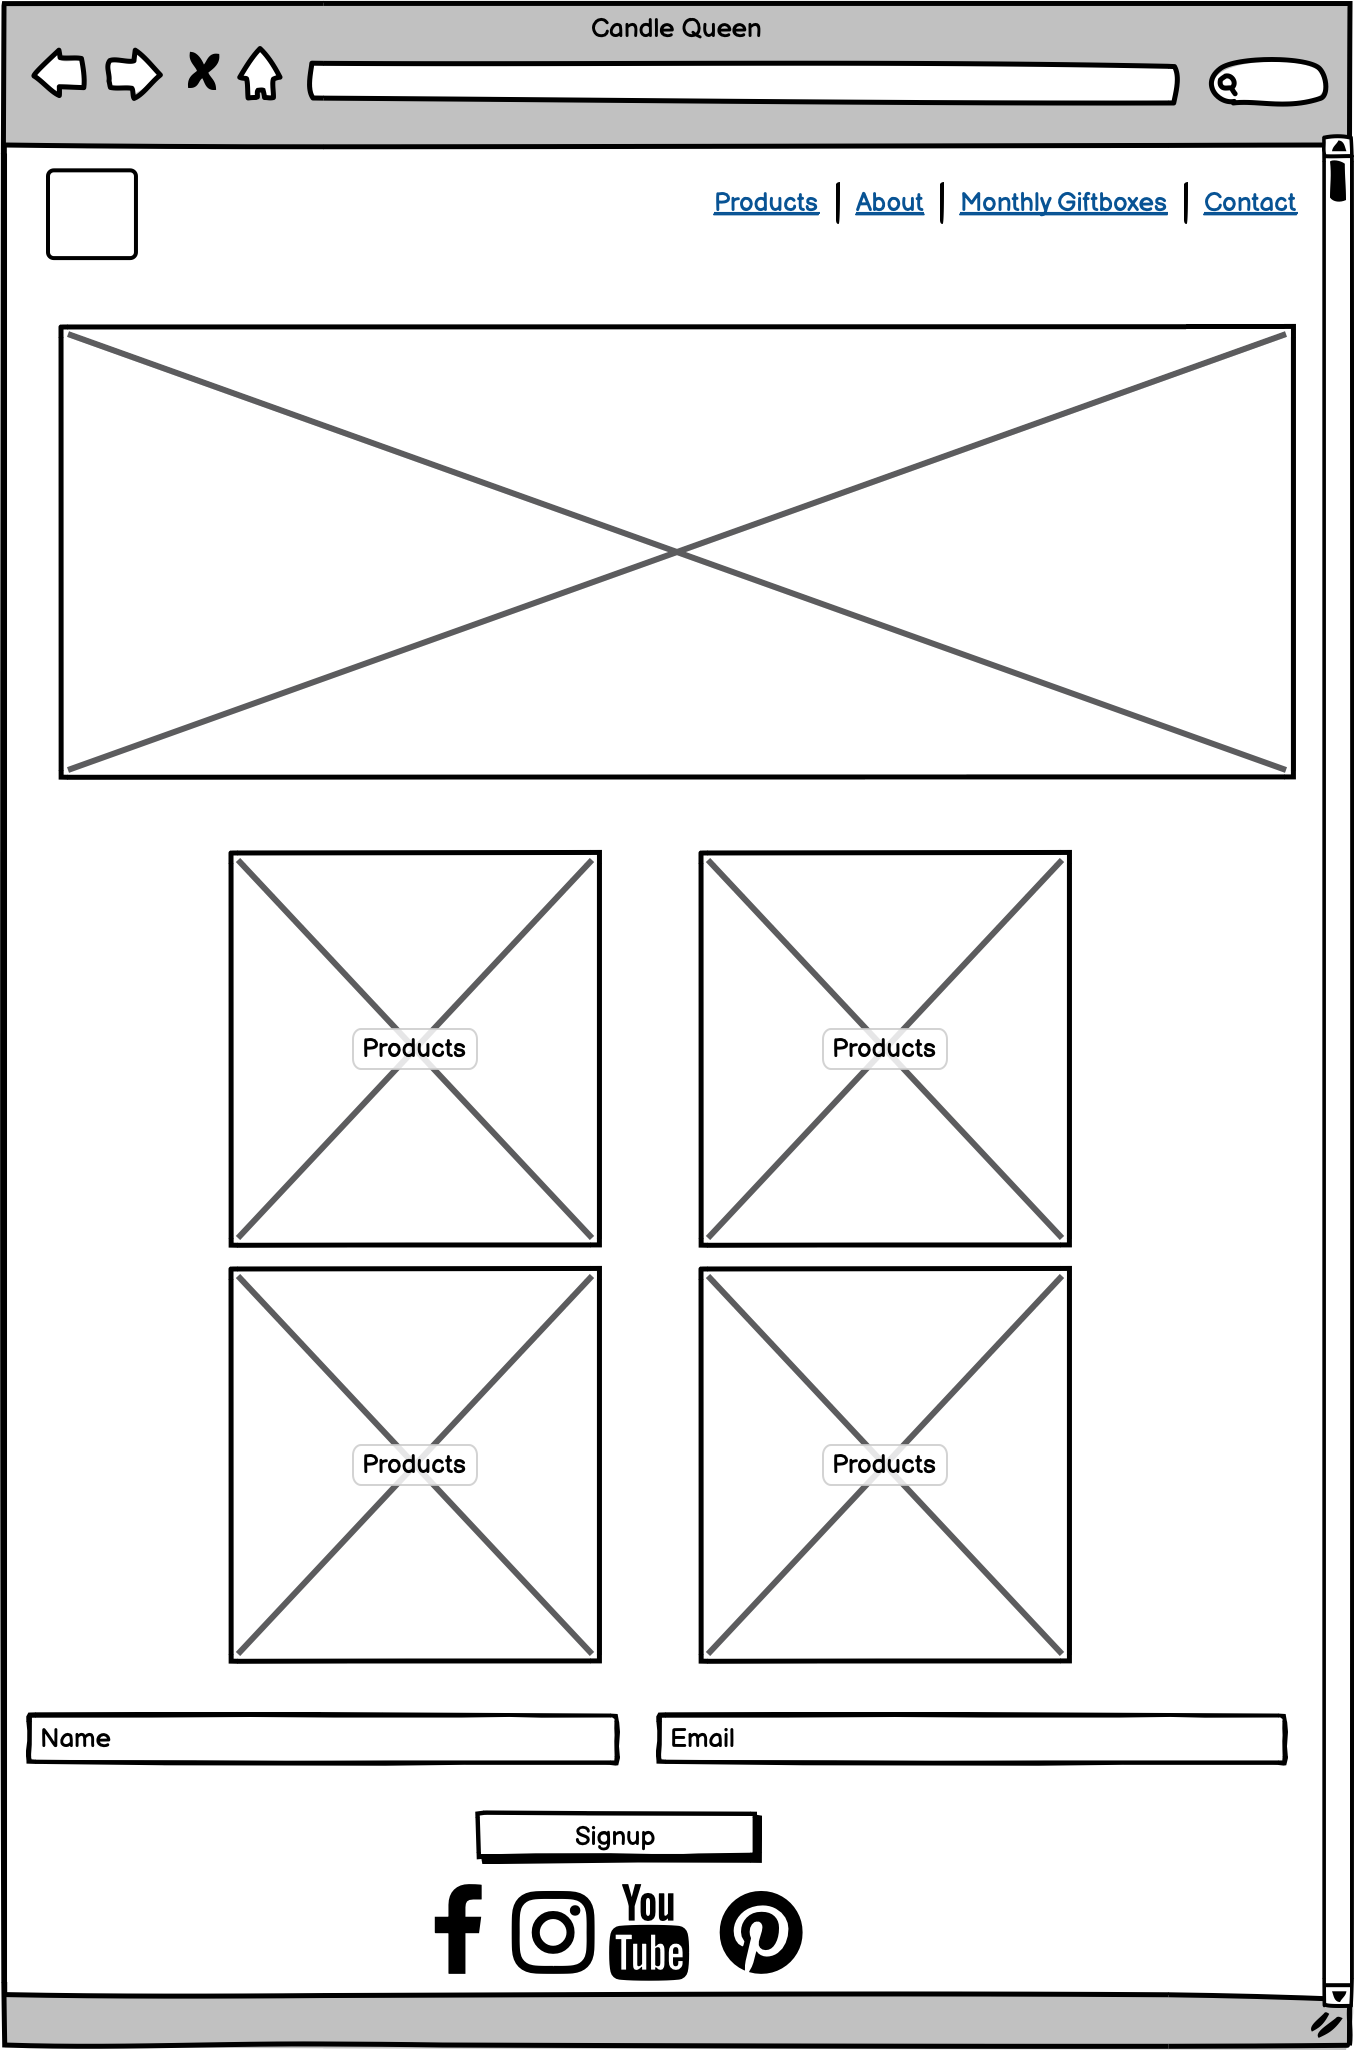 Candle Queen
Products About Monthly Giftboxes Contact
Products Products
Products Products
Name Email
Signup
You
Tube